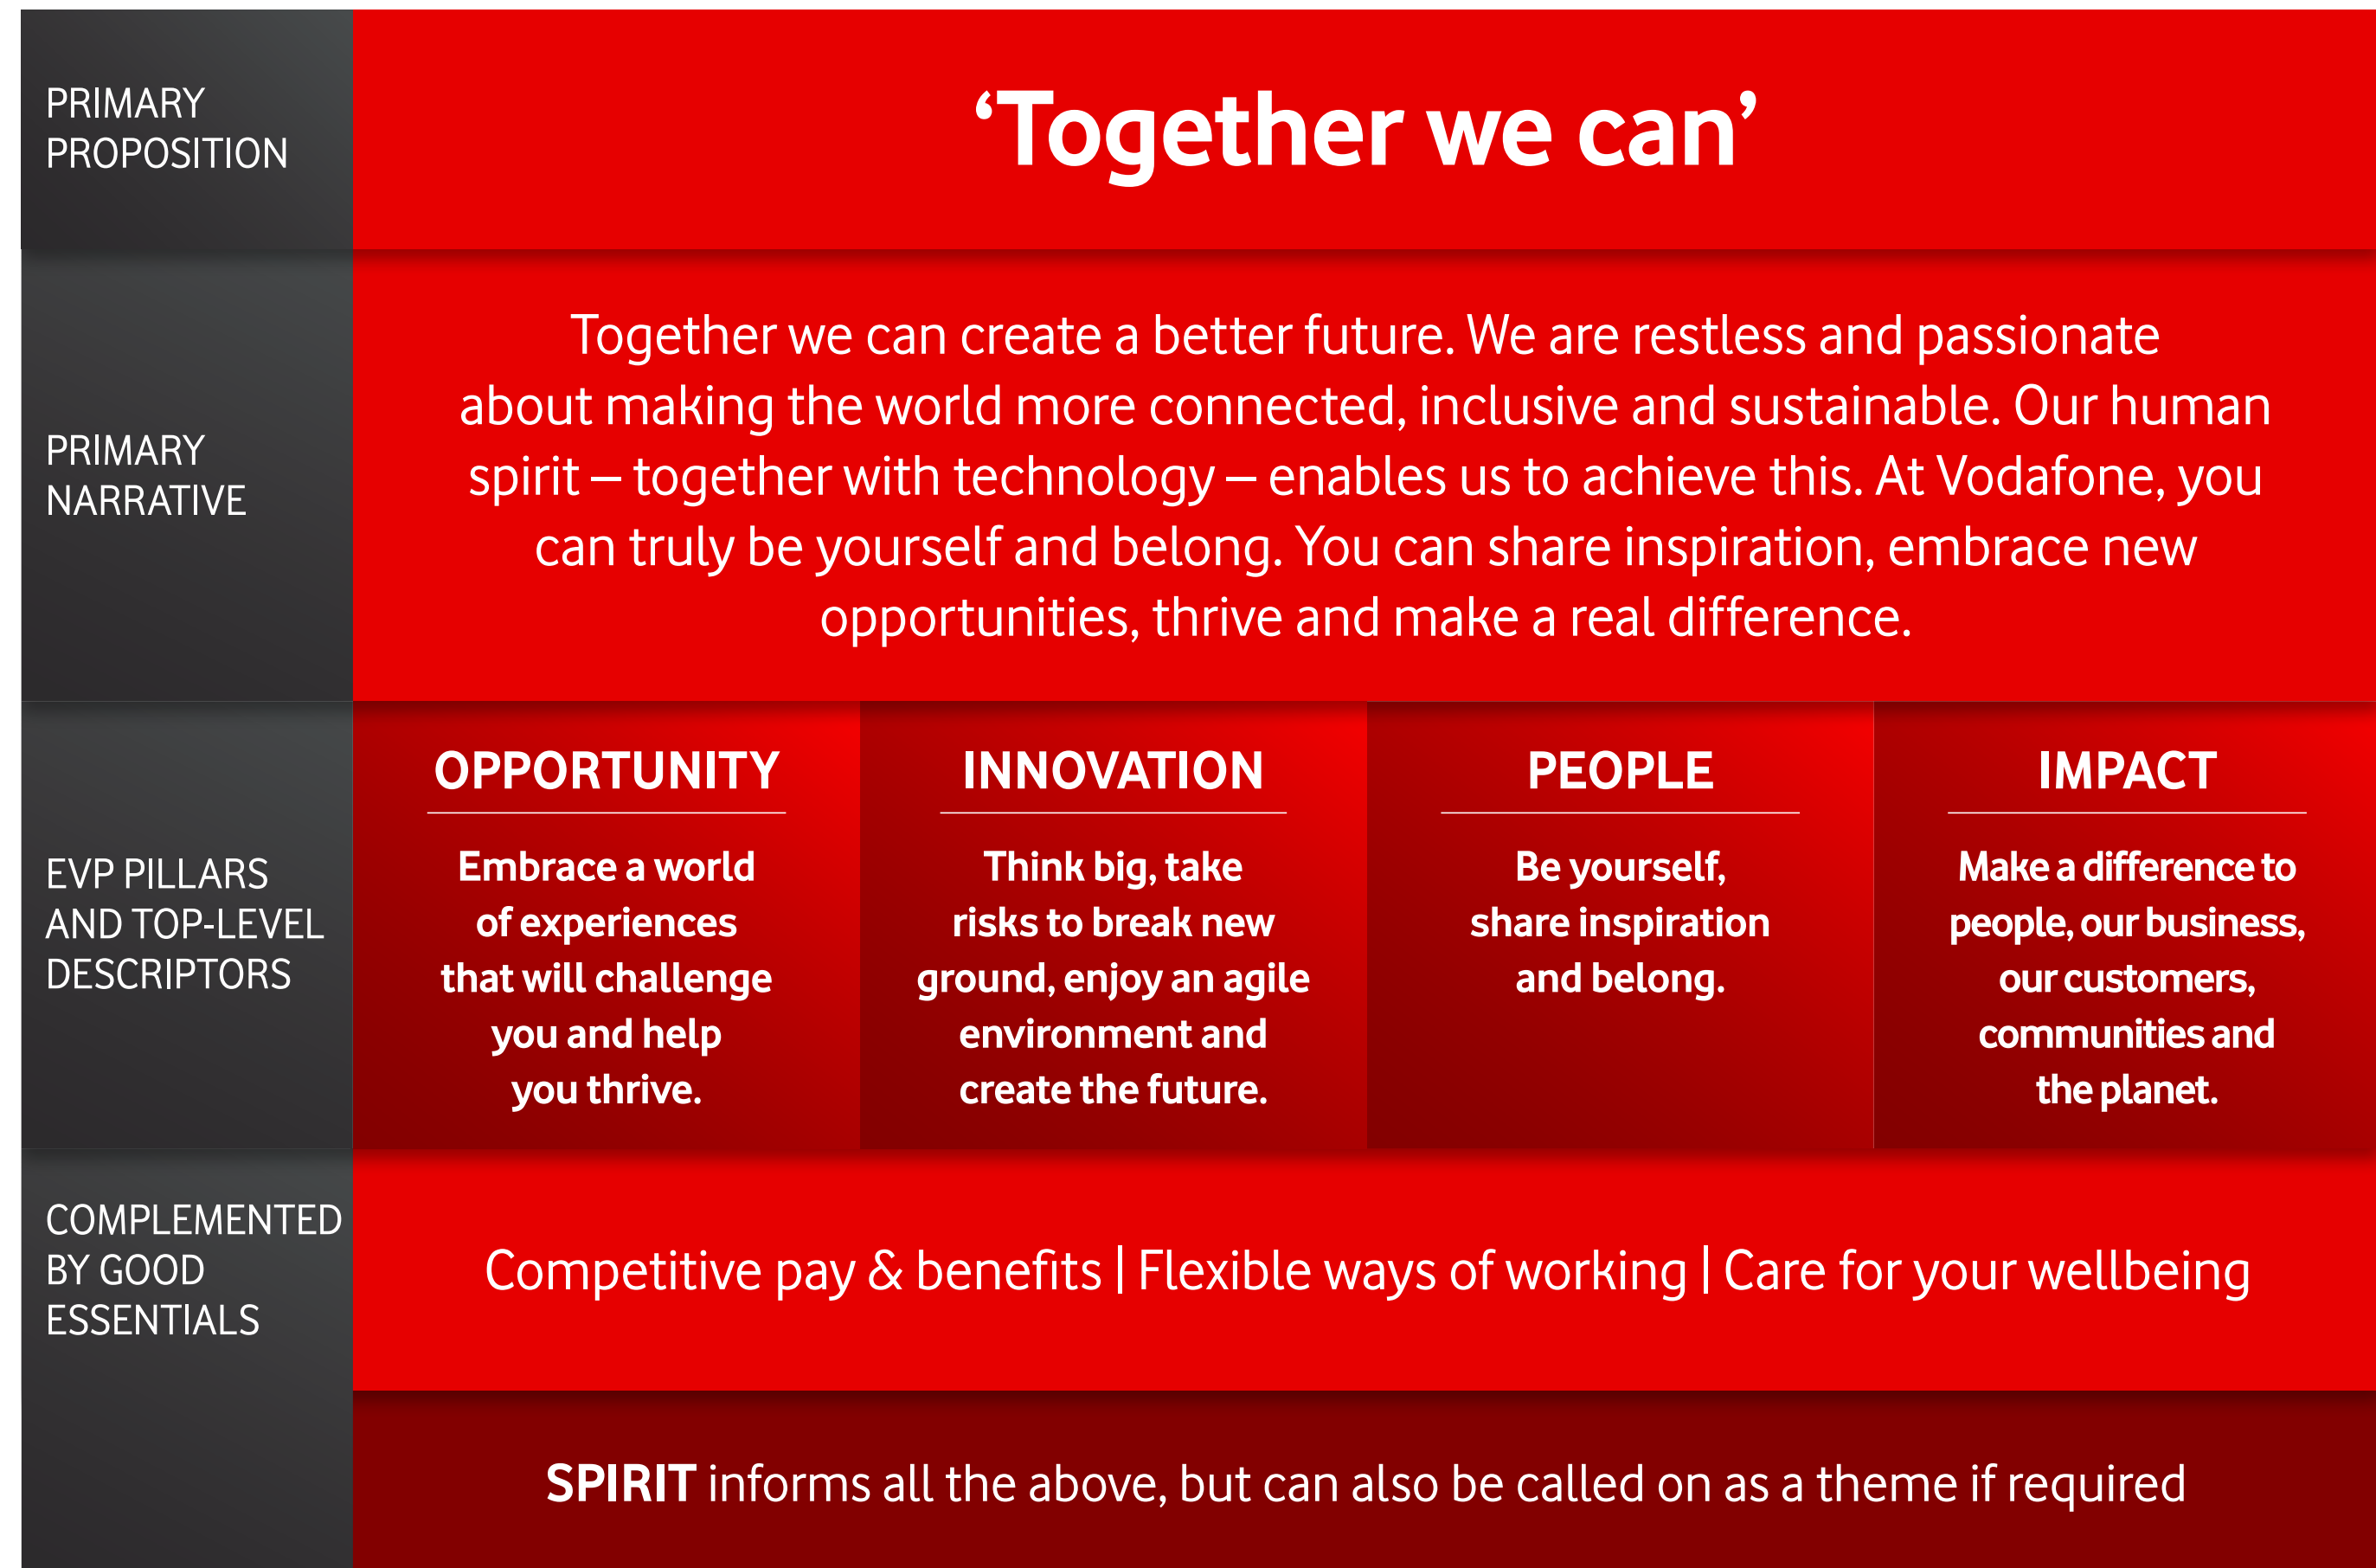 PRIMARY
PROPOSITION
‘Together we can’
PRIMARY
NARRATIVE
Together we can create a better future. We are restless and passionate
about making the world more connected, inclusive and sustainable. Our human
spirit – together with technology – enables us to achieve this. At Vodafone, you
can truly be yourself and belong. You can share inspiration, embrace new
opportunities, thrive and make a real difference.
EVP PILLARS
AND TOP-LEVEL
DESCRIPTORS
OPPORTUNITY
Embrace a world
of experiences
that will challenge
you and help
you thrive.
INNOVATION
Think big, take
risks to break new
ground, enjoy an agile
environment and
create the future.
PEOPLE
Be yourself,
share inspiration
and belong.
IMPACT
Make a difference to
people, our business,
our customers,
communities and
the planet.
COMPLEMENTED
BY GOOD
ESSENTIALS
Competitive pay & benefits | Flexible ways of working | Care for your wellbeing
SPIRIT informs all the above, but can also be called on as a theme if required